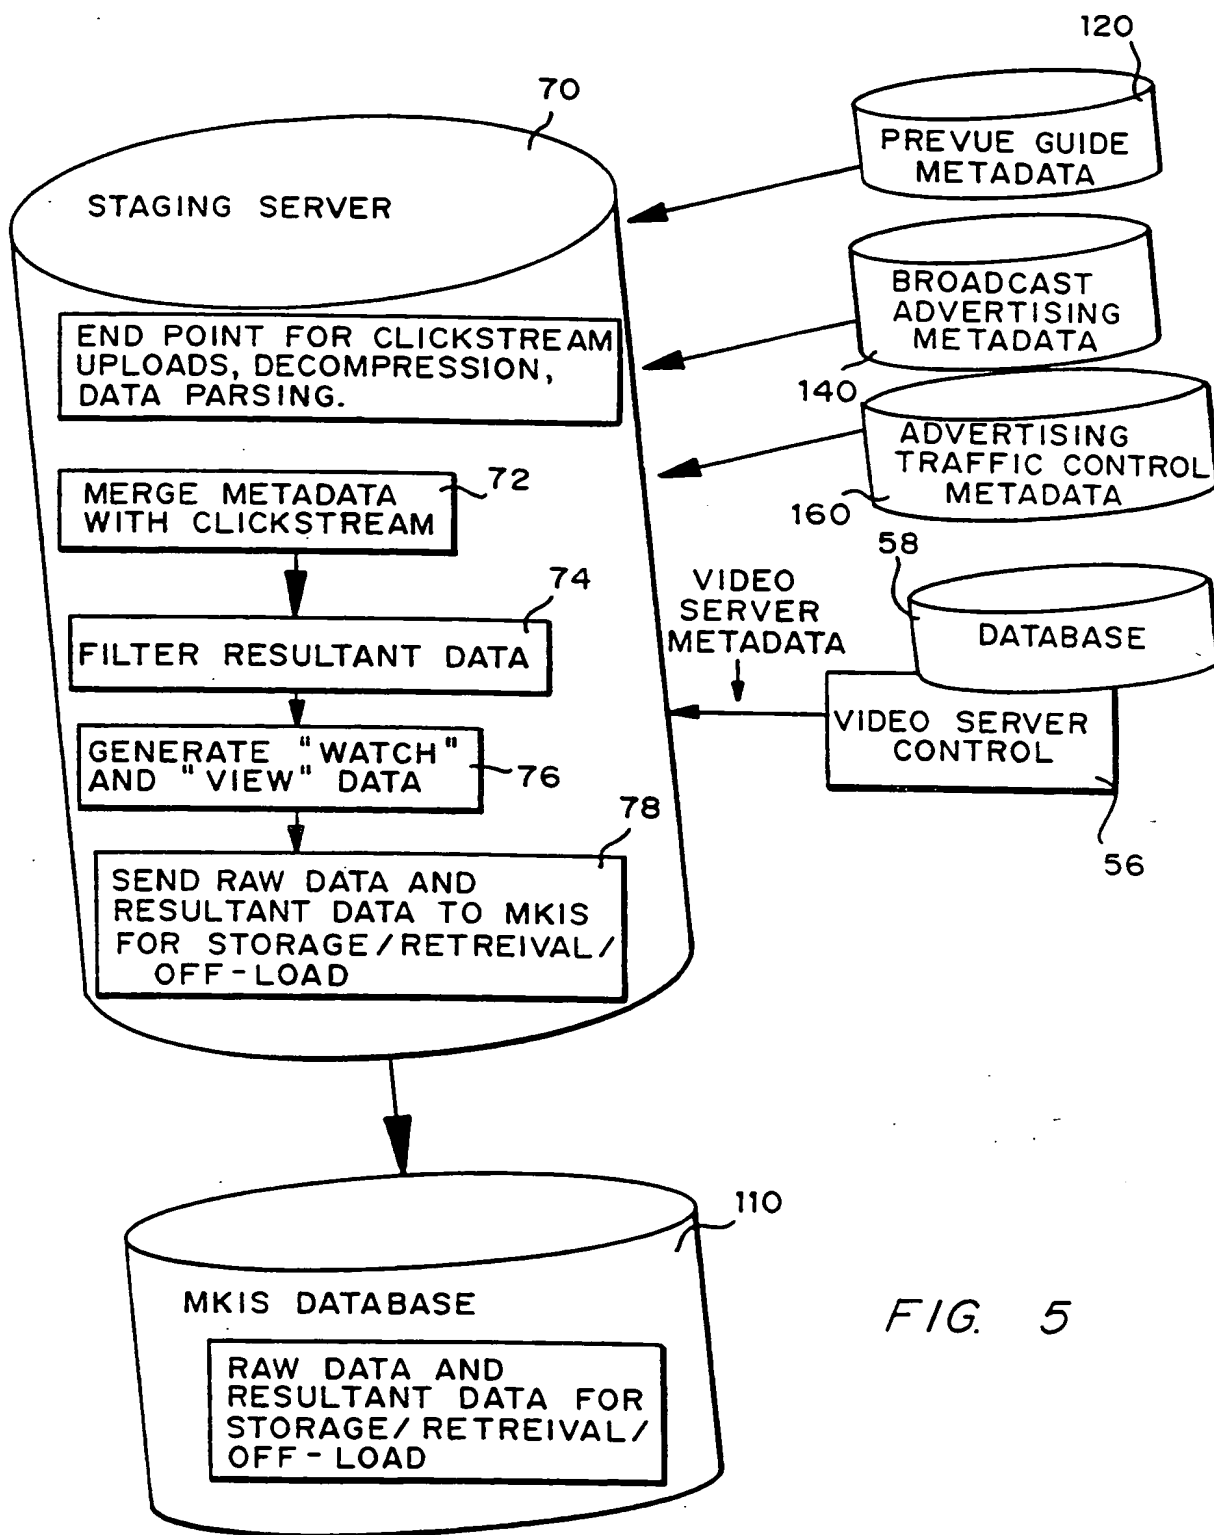 120
70
PREVUE GUIDE
METADATA
STAGING SERVER
BROADCAST
ADVERTISING
METADATA
140
END POINT FOR CLICKSTREAM
UPLOADS, DECOMPRESSION,
DATA PARSING.
ADVERTISING
TRAFFIC CONTROL
METADATA
160
72
MERGE METADATA
WITH CLICKSTREAM
58
DATABASE
VIDEO
SERVER
METADATA
74
FILTER RESULTANT DATA
VIDEO SERVER
CONTROL
56
GENERATE "WATCH"
AND "VIEW" DATA
76
78
SEND RAW DATA AND
RESULTANT DATA TO MKIS
FOR STORAGE/RETREIVAL/
OFF-LOAD
110
MKIS DATABASE
RAW DATA AND
RESULTANT DATA FOR
STORAGE/RETREIVAL/
OFF-LOAD
FIG. 5